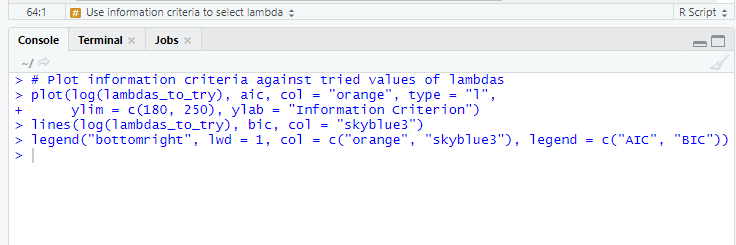 64:1 # Use information criteria to select lambda R Script
Console Terminal × Jobs ×
~/
> # Plot information criteria against tried values of lambdas
> plot(log(lambdas_to_try), aic, col = "orange", type = "l",
+      ylim = c(180, 250), ylab = "Information Criterion")
> lines(log(lambdas_to_try), bic, col = "skyblue3")
> legend("bottomright", lwd = 1, col = c("orange", "skyblue3"), legend = c("AIC", "BIC"))
>